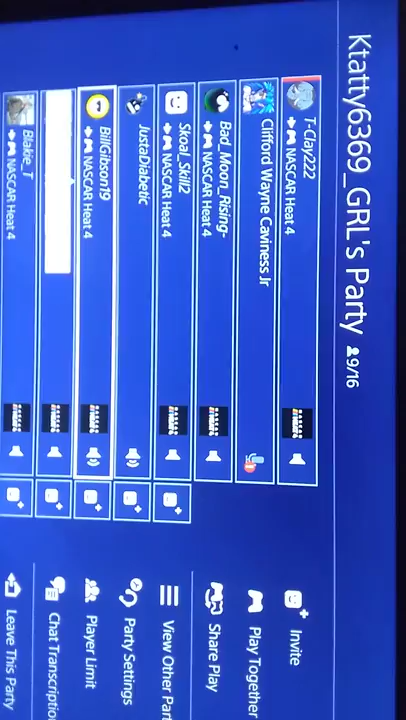 Ktatty6369_GRL's Party 9/16
T-Clay222
NASCAR Heat 4
Clifford Wayne Caviness Jr
Bad_Moon_Rising-
NASCAR Heat 4
Skoal_Skill2
NASCAR Heat 4
JustaDiabetic
BillGibson19
NASCAR Heat 4
Blakie_T
NASCAR Heat 4
Invite
Play Together
Share Play
View Other Par
Party Settings
Player Limit
Chat Transcriptio
Leave This Party